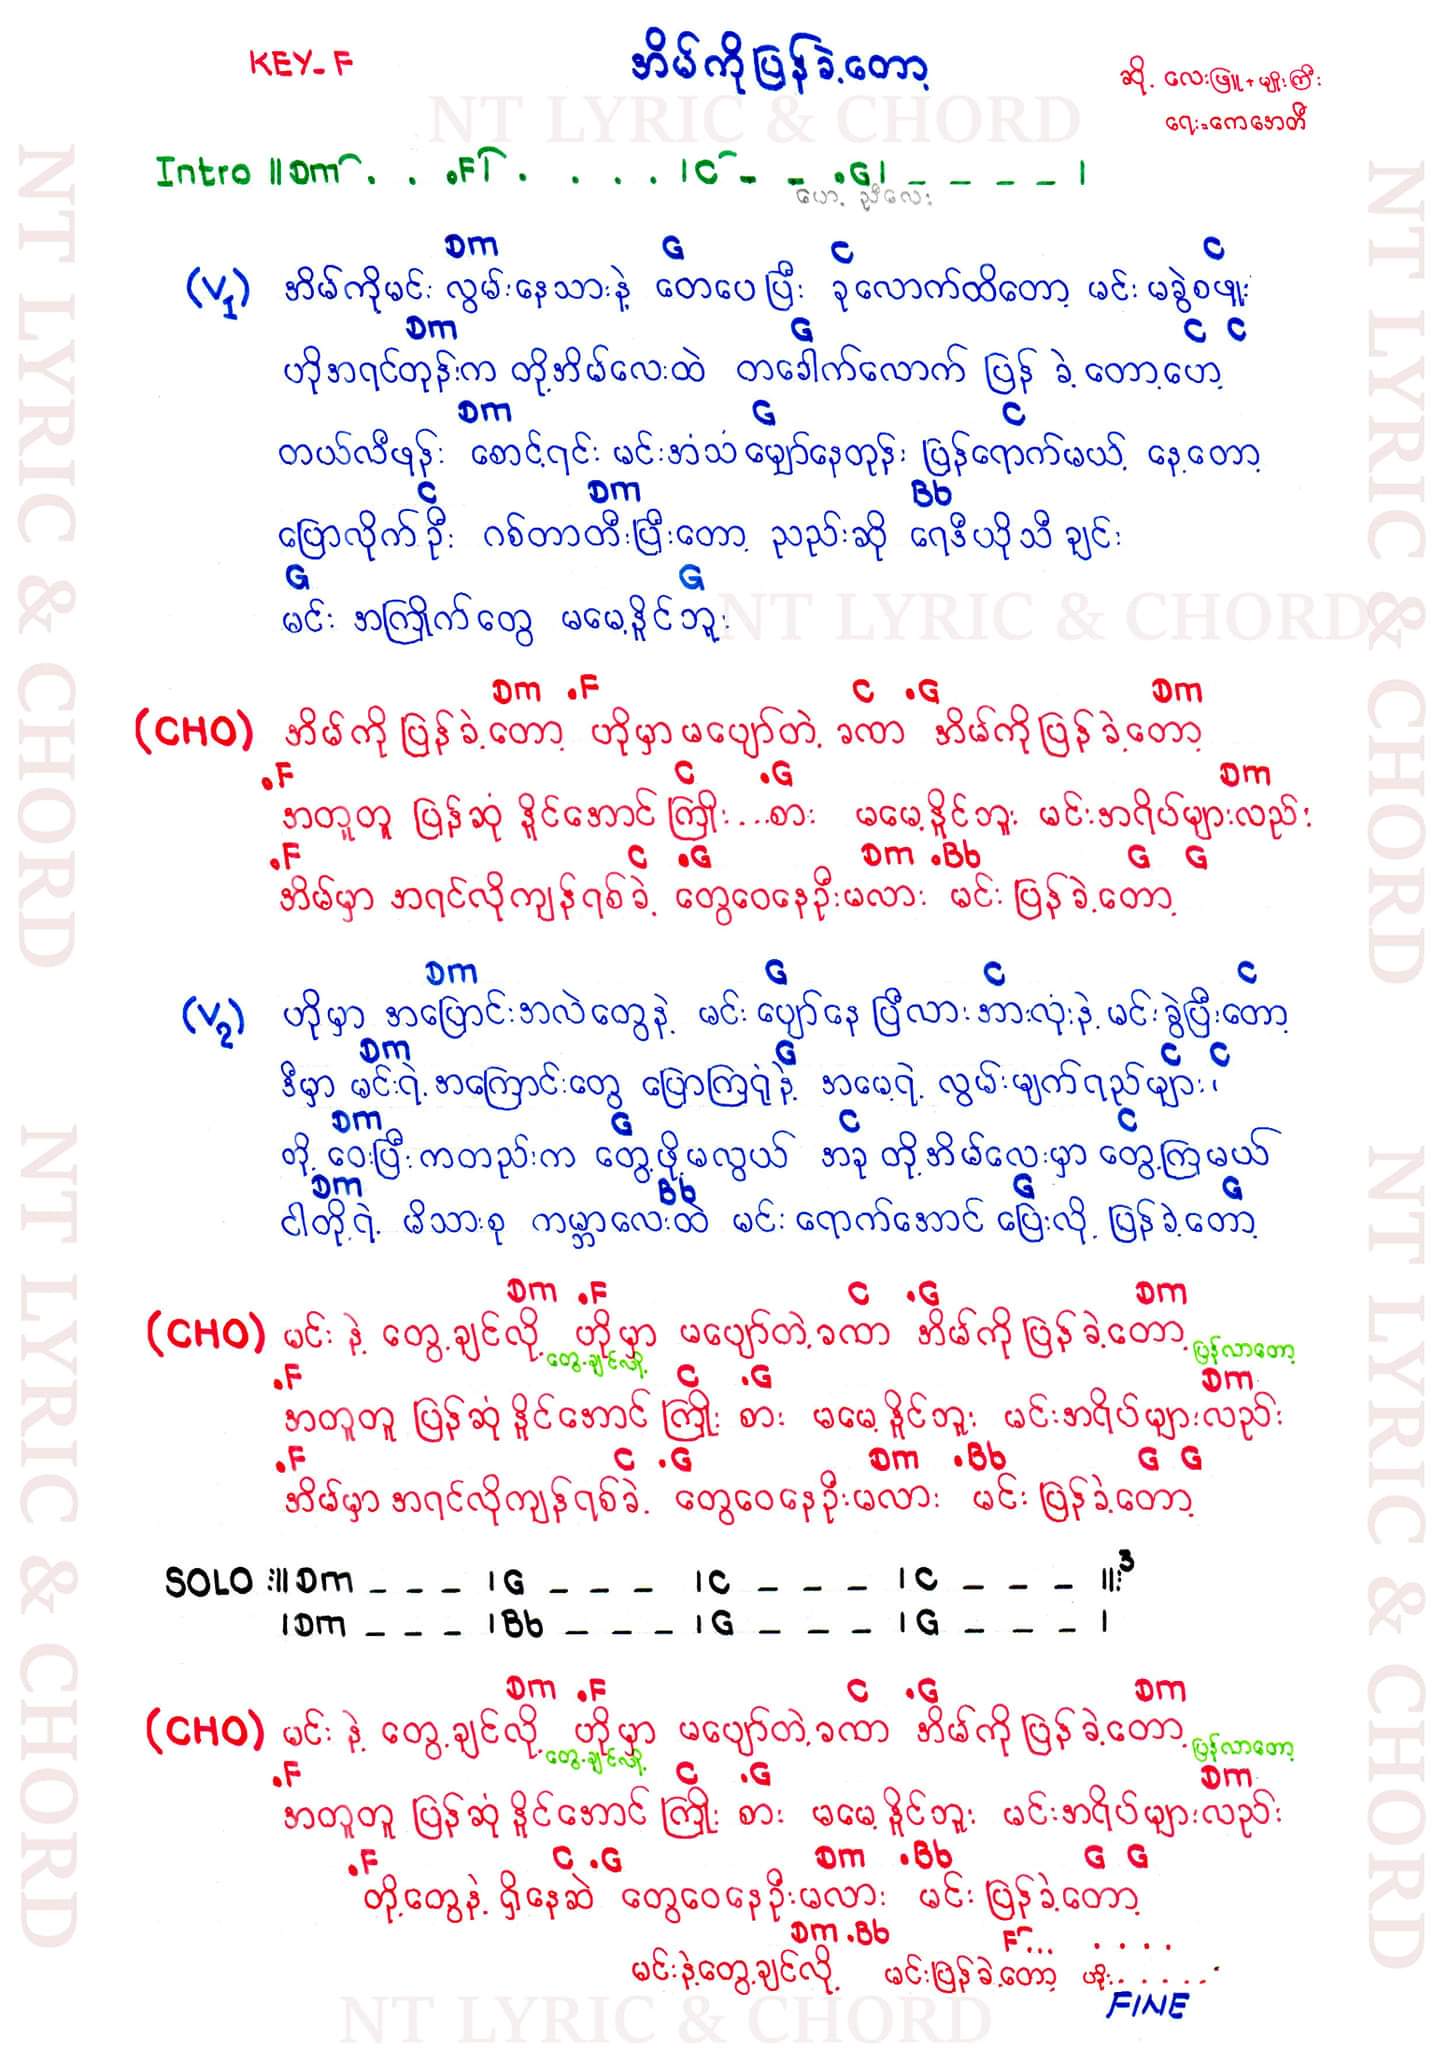 KEY-F
အိမ်ကိုပြန်ခဲ့တော့
ဆို. လေးဖြူ + မျိုးကြီး
ရေး-ကေအေတီ
Intro ||Dm . . .F . . . . |C - - .G| - - - - |
ဟေ့ ညီလေး
Dm G C C
(V1) အိမ်ကိုမင်း လွမ်းနေသားနဲ့ တေပေပြီး ခုလောက်ထိတော့ မင်းမခွဲစဖူး
Dm G C C
ဟိုအရင်တုန်းက တို့အိမ်လေးထဲ တခေါက်လောက် ပြန်ခဲ့တော့ဟေ့
Dm G C
တယ်လီဖုန်း စောင့်ရင်း မင်းအသံ မျှော်နေတုန်း ပြန်ရောက်မယ့် နေ့တော့
C Dm Bb
ပြောလိုက်ဦး ဂစ်တာတီးပြီးတော့ ညည်းဆို ရေဒီယိုသီချင်း
G G
မင်း အကြိုက်တွေ မမေ့နိူင်ဘူး
Dm .F C .G Dm
(CHO) အိမ်ကိုပြန်ခဲ့တော့ ဟိုမှာမပျော်တဲ့ခဏ အိမ်ကိုပြန်ခဲ့တော့
.F C .G Dm
အတူတူ ပြန်ဆုံနိူင်အောင် ကြိုး...စား မမေ့နိူင်ဘူး မင်းအရိပ်များလည်း
.F C .G Dm .Bb G G
အိမ်မှာ အရင်လိုကျန်ရစ်ခဲ့ တွေဝေနေဦးမလား မင်းပြန်ခဲ့တော့
Dm G C C
(V2) ဟိုမှာ အပြောင်းအလဲတွေနဲ့ မင်းပျော်နေပြီလား အားလုံးနဲ့ မင်းခွဲပြီးတော့
Dm G C C
ဒီမှာ မင်းရဲ့အကြောင်းတွေ ပြောကြရုံနဲ့ အမေ့ရဲ့ လွမ်းမျက်ရည်များ၊
Dm G C C
တို့ ဝေးပြီးကတည်းက တွေ့ဖို့မလွယ် အခု တို့အိမ်လေးမှာ တွေ့ကြမယ်
Dm Bb G G
ငါတို့ရဲ့ မိသားစု ကမ္ဘာလေးထဲ မင်းရောက်အောင် ပြေးလို့ ပြန်ခဲ့တော့
Dm .F C .G Dm
(CHO) မင်းနဲ့ တွေ့ချင်လို့ ဟိုမှာ မပျော်တဲ့ခဏ အိမ်ကိုပြန်ခဲ့တော့
တွေ့ချင်လို့ ပြန်လာတော့
.F C .G Dm
အတူတူ ပြန်ဆုံနိူင်အောင် ကြိုးစား မမေ့နိူင်ဘူး မင်းအရိပ်များလည်း
.F C .G Dm .Bb G G
အိမ်မှာအရင်လိုကျန်ရစ်ခဲ့ တွေဝေနေဦးမလား မင်းပြန်ခဲ့တော့
SOLO :||Dm _ _ _ |G _ _ _ |C _ _ _ |C _ _ _ ||:3
|Dm _ _ _ |Bb _ _ _ |G _ _ _ |G _ _ _ |
Dm .F C .G Dm
(CHO) မင်းနဲ့ တွေ့ချင်လို့ ဟိုမှာ မပျော်တဲ့ခဏ အိမ်ကိုပြန်ခဲ့တော့
တွေ့ချင်လို့ ပြန်လာတော့
.F C .G Dm
အတူတူ ပြန်ဆုံနိူင်အောင် ကြိုးစား မမေ့နိူင်ဘူး မင်းအရိပ်များလည်း
.F C .G Dm .Bb G G
တို့တွေနဲ့ ရှိနေဆဲ တွေဝေနေဦးမလား မင်းပြန်ခဲ့တော့
Dm .Bb F... . . . .
မင်းနဲ့တွေ့ချင်လို့ မင်းပြန်ခဲ့တော့ ဟိုး......
FINE
NT LYRIC & CHORD
NT LYRIC & CHORD
NT LYRIC & CHORD
NT LYRIC & CHORD
NT LYRIC & CHORD
NT LYRIC & CHORD
NT LYRIC & CHORD